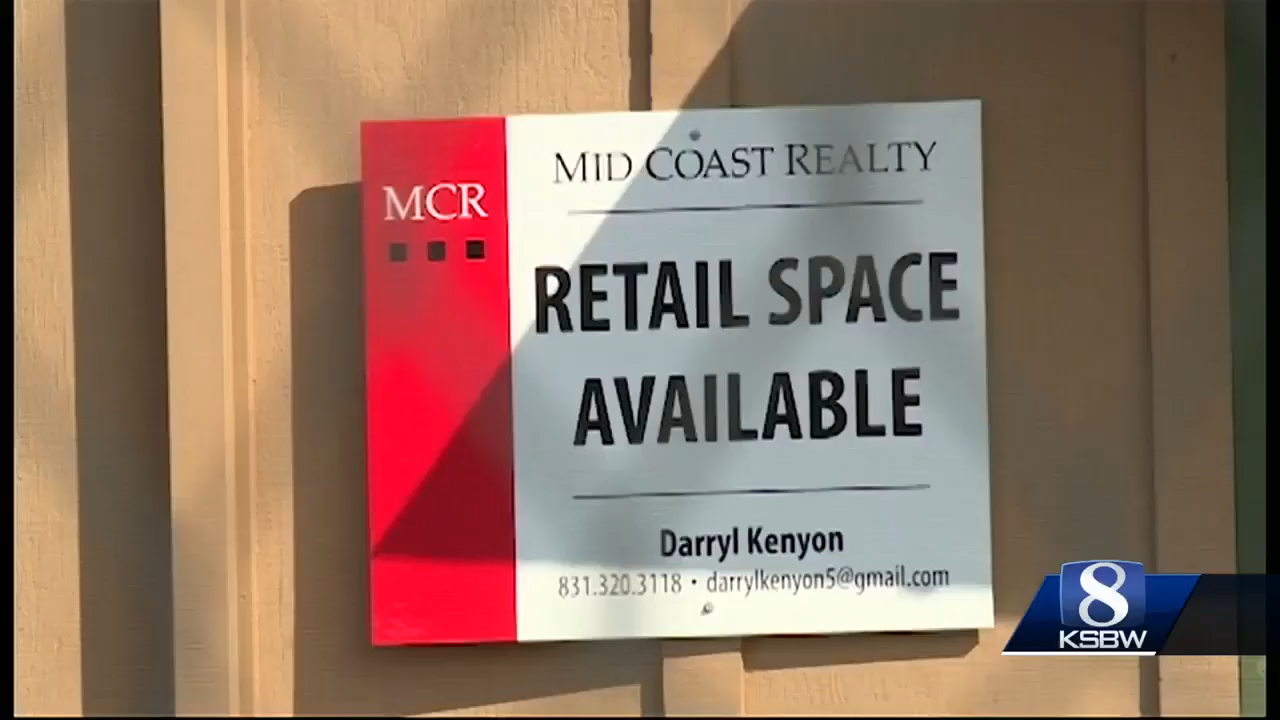 MCR
MID COAST REALTY
RETAIL SPACE
AVAILABLE
Darryl Kenyon
831.320.3118 • darrylkenyon5@gmail.com
8
KSBW